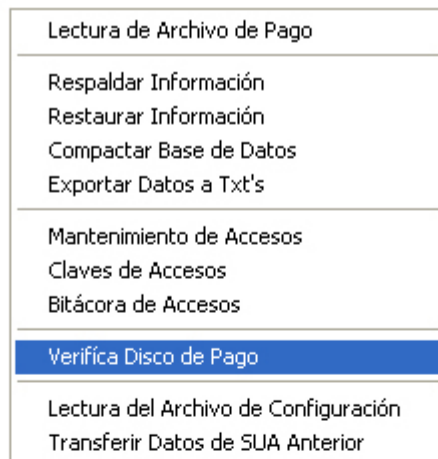 Lectura de Archivo de Pago
Respaldar Información
Restaurar Información
Compactar Base de Datos
Exportar Datos a Txt's
Mantenimiento de Accesos
Claves de Accesos
Bitácora de Accesos
Verifíca Disco de Pago
Lectura del Archivo de Configuración
Transferir Datos de SUA Anterior